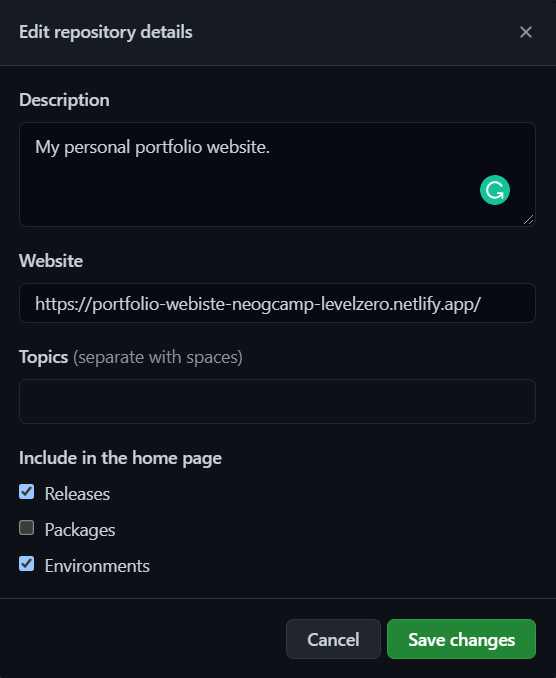 Edit repository details
Description
My personal portfolio website.
Website
https://portfolio-webiste-neogcamp-levelzero.netlify.app/
Topics (separate with spaces)
Include in the home page
Releases
Packages
Environments
Cancel
Save changes